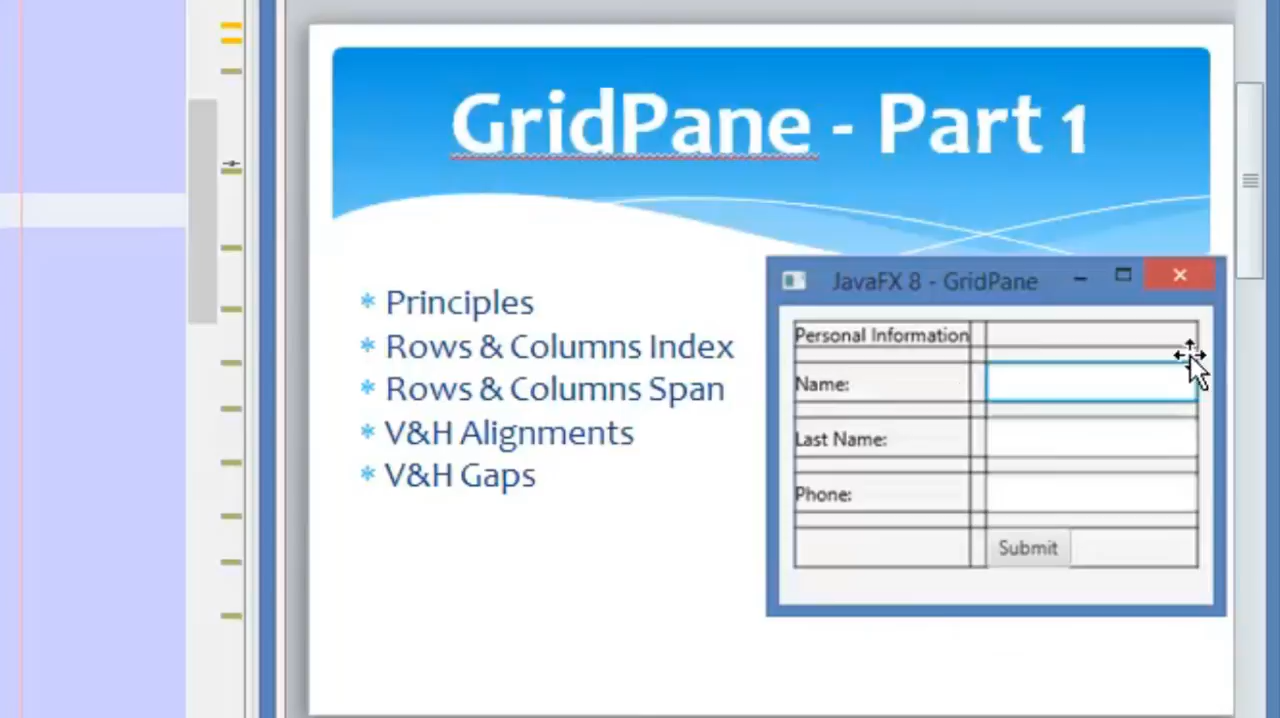 GridPane - Part 1
* Principles
* Rows & Columns Index
* Rows & Columns Span
* V&H Alignments
* V&H Gaps
JavaFX 8 - GridPane
Personal Information
Name:
Last Name:
Phone:
Submit